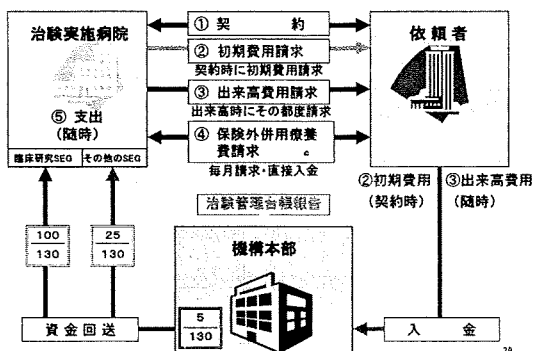 治験実施病院
① 契 約
依頼者
② 初期費用請求
契約時に初期費用請求
③ 出来高費用請求
出来高時にその都度請求
⑤ 支出
(随時)
④ 保険外併用療養
費請求
毎月請求・直接入金
臨床研究SEG その他のSEG
②初期費用 ③出来高費用
(契約時) (随時)
治験管理台帳報告
機構本部
100
130
25
130
5
130
資金回送
入 金